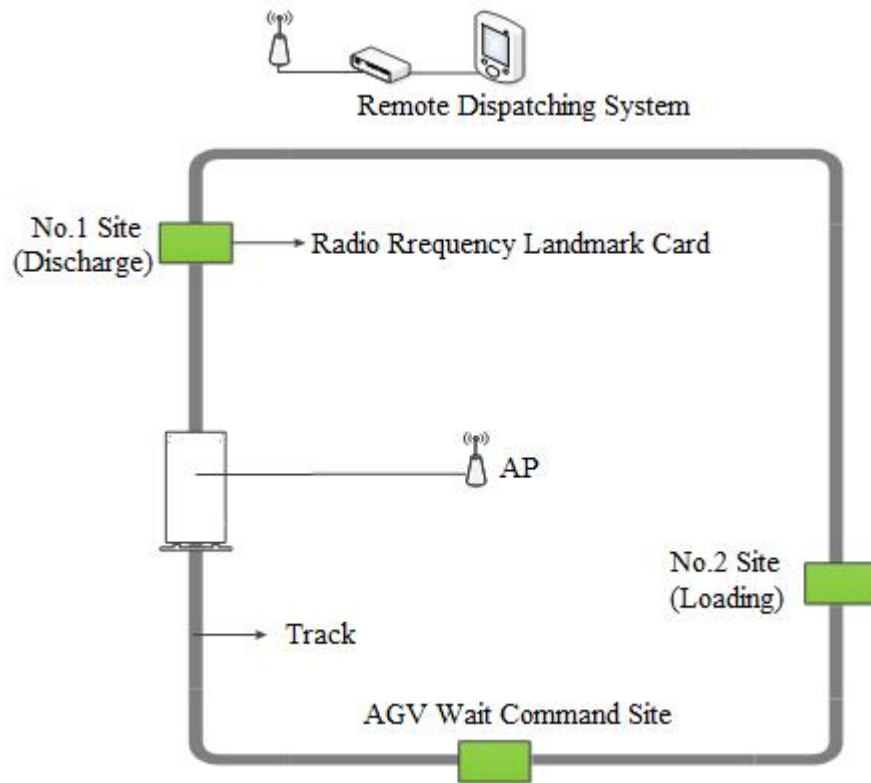 Remote Dispatching System
No.1 Site
(Discharge)
Radio Rrequency Landmark Card
AP
No.2 Site
(Loading)
Track
AGV Wait Command Site